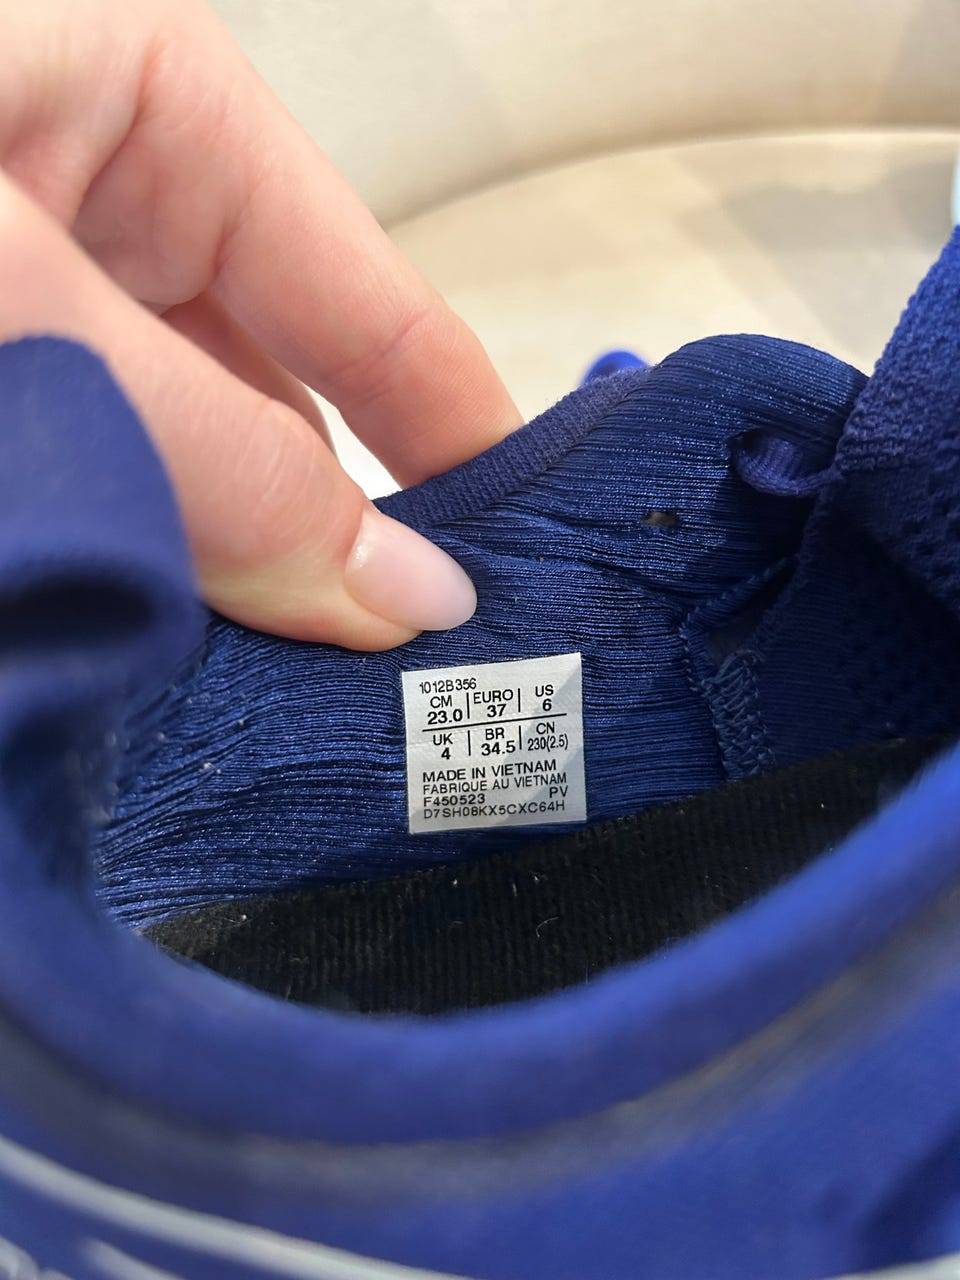 1012B356
CM | EURO | US
23.0 | 37 | 6
UK | BR | CN
4 | 34.5 | 230(2.5)
MADE IN VIETNAM
FABRIQUE AU VIETNAM
F450523 PV
D7SH08KX5CXC64H